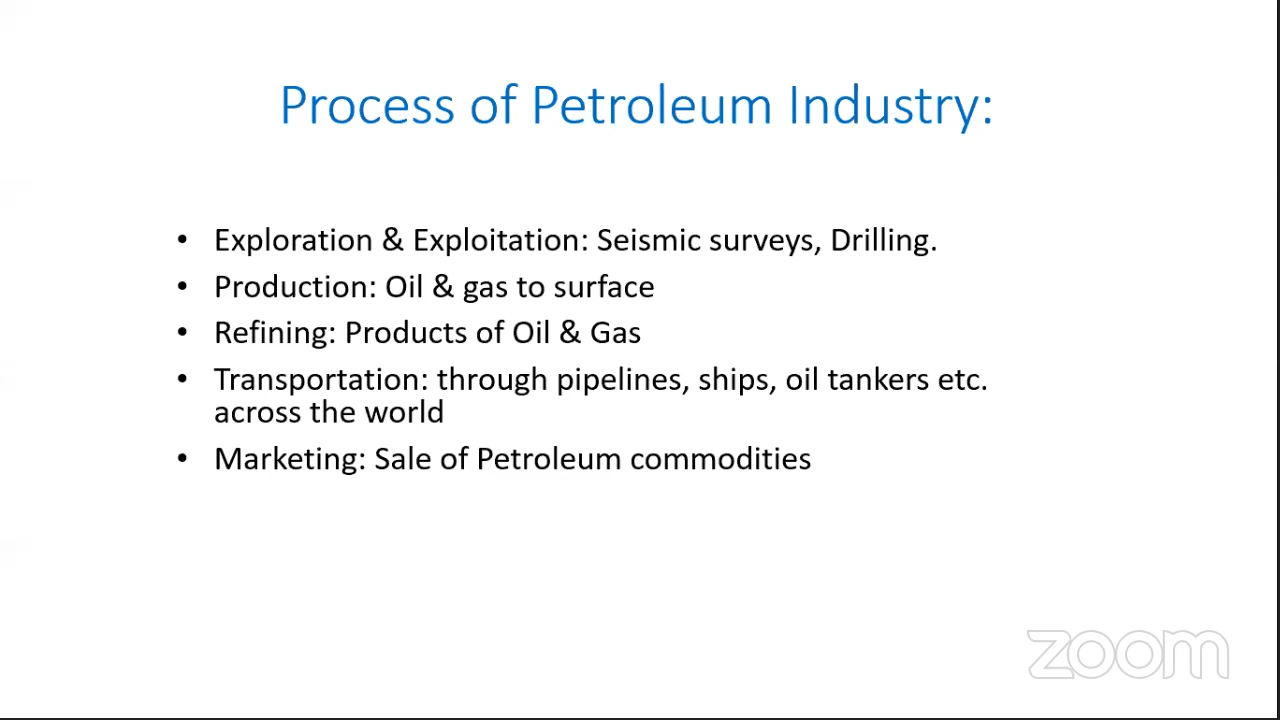 Process of Petroleum Industry:
• Exploration & Exploitation: Seismic surveys, Drilling.
• Production: Oil & gas to surface
• Refining: Products of Oil & Gas
• Transportation: through pipelines, ships, oil tankers etc.
across the world
• Marketing: Sale of Petroleum commodities
zoom